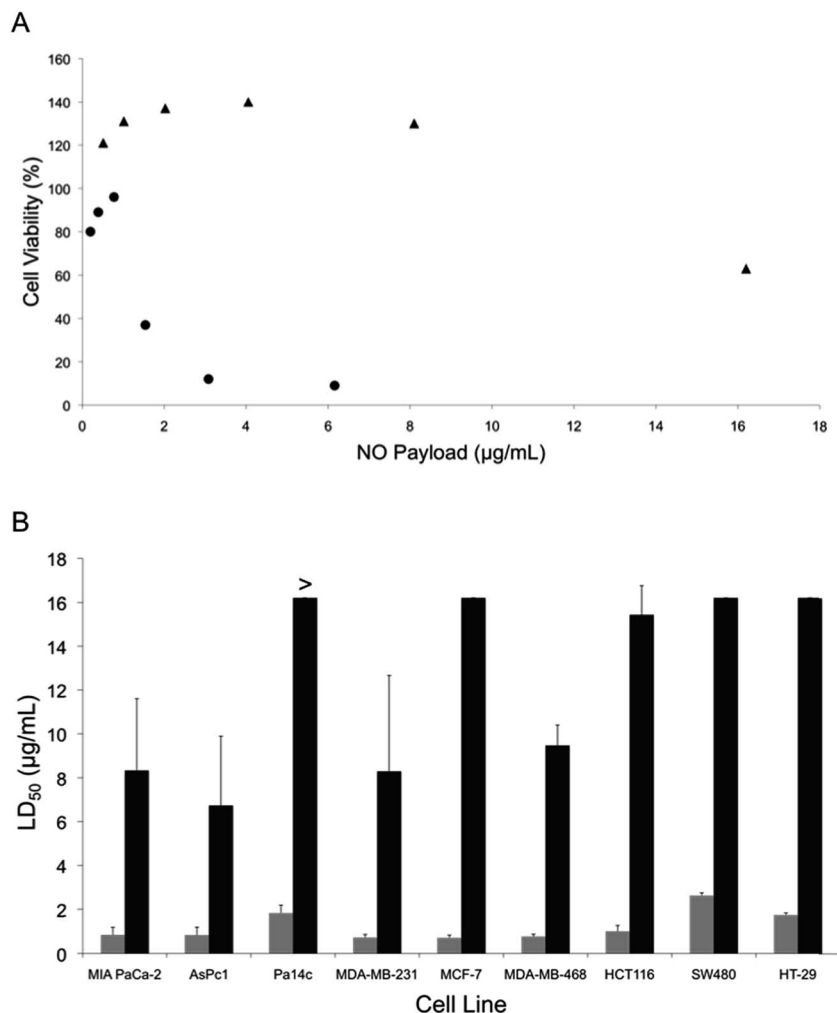 A
160
140
120
100
80
60
40
20
0
Cell Viability (%)
0 2 4 6 8 10 12 14 16 18
NO Payload (µg/mL)
B
18
16
14
12
10
8
6
4
2
0
LD50 (µg/mL)
>
MIA PaCa-2 AsPc1 Pa14c MDA-MB-231 MCF-7 MDA-MB-468 HCT116 SW480 HT-29
Cell Line